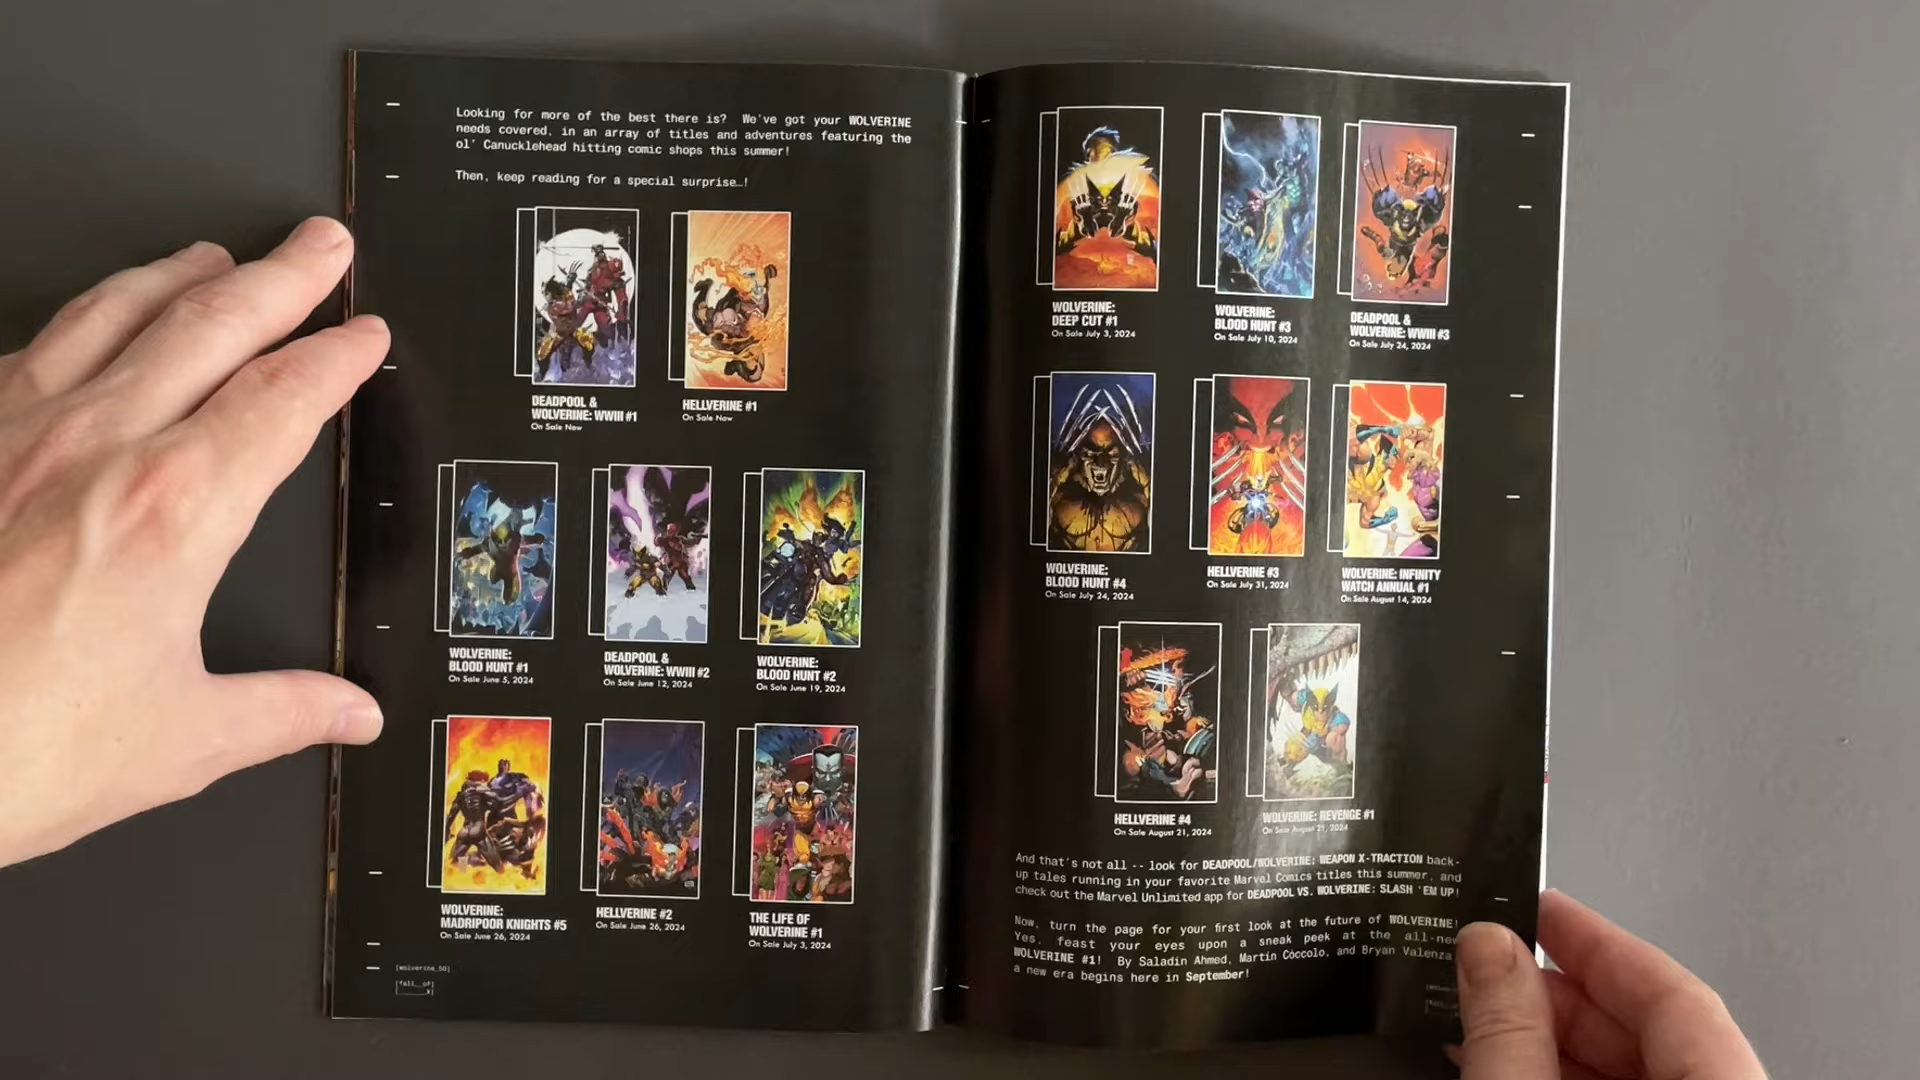 Looking for more of the best there is? We've got your WOLVERINE
needs covered, in an array of titles and adventures featuring the
ol' Canucklehead hitting comic shops this summer!
Then, keep reading for a special surprise…!
DEADPOOL &
WOLVERINE: WWIII #1
On Sale Now
HELLVERINE #1
On Sale Now
WOLVERINE:
BLOOD HUNT #1
On Sale June 5, 2024
DEADPOOL &
WOLVERINE: WWIII #2
On Sale June 12, 2024
WOLVERINE:
BLOOD HUNT #2
On Sale June 19, 2024
WOLVERINE:
MADRIPOOR KNIGHTS #5
On Sale June 26, 2024
HELLVERINE #2
On Sale June 26, 2024
THE LIFE OF
WOLVERINE #1
On Sale July 3, 2024
[wolverine_50]
[fall__of]
[______x]
WOLVERINE:
DEEP CUT #1
On Sale July 3, 2024
WOLVERINE:
BLOOD HUNT #3
On Sale July 10, 2024
DEADPOOL &
WOLVERINE: WWIII #3
On Sale July 24, 2024
WOLVERINE:
BLOOD HUNT #4
On Sale July 24, 2024
HELLVERINE #3
On Sale July 31, 2024
WOLVERINE: INFINITY
WATCH ANNUAL #1
On Sale August 14, 2024
HELLVERINE #4
On Sale August 21, 2024
WOLVERINE: REVENGE #1
On Sale August 21, 2024
And that's not all -- look for DEADPOOL/WOLVERINE: WEAPON X-TRACTION back-
up tales running in your favorite Marvel Comics titles this summer, and
check out the Marvel Unlimited app for DEADPOOL VS. WOLVERINE: SLASH 'EM UP!
Now, turn the page for your first look at the future of WOLVERINE!
Yes, feast your eyes upon a sneak peek at the all-new
WOLVERINE #1! By Saladin Ahmed, Martín Cóccolo, and Bryan Valenza
a new era begins here in September!